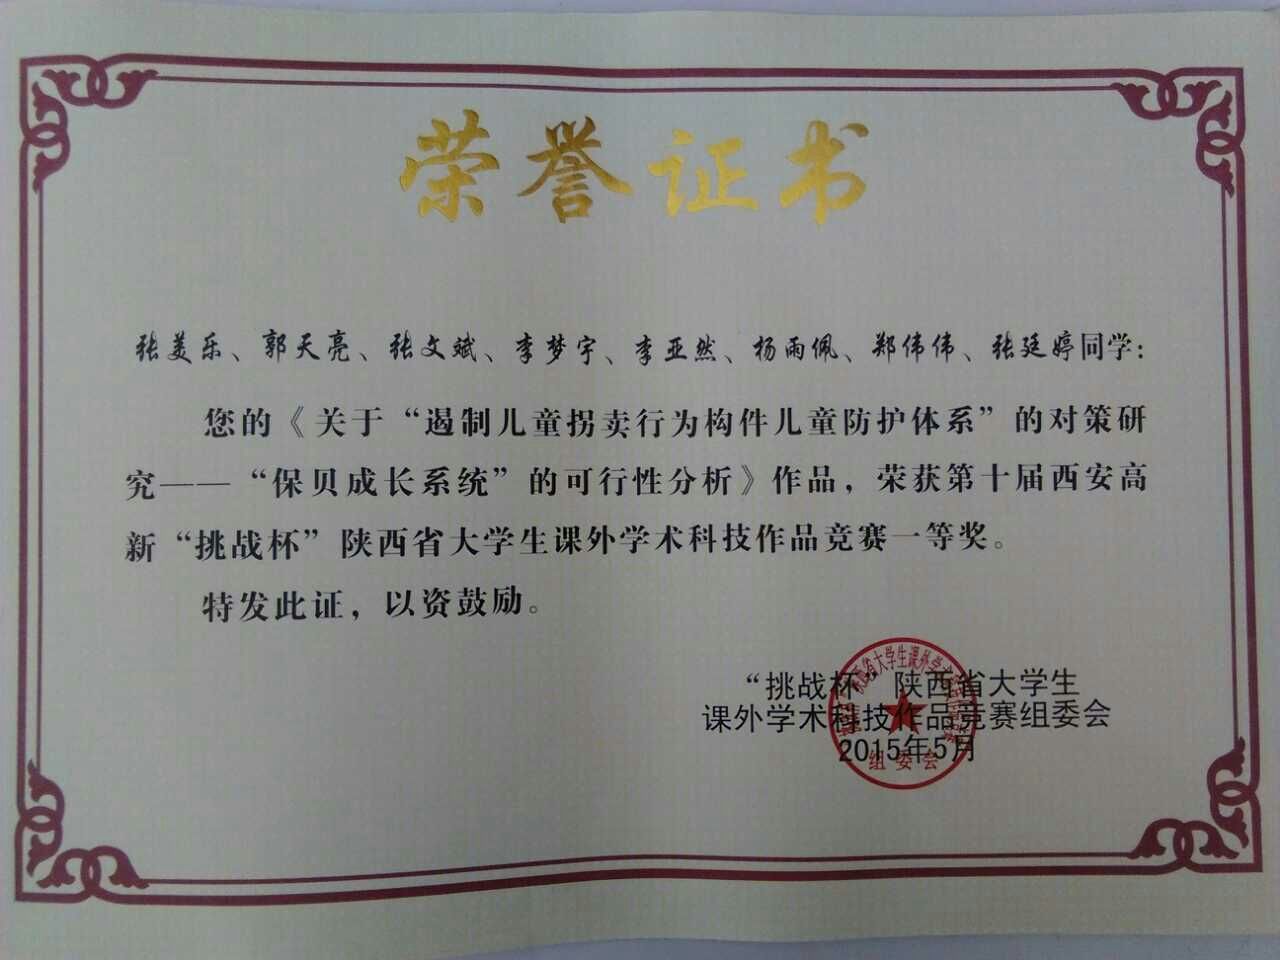 荣誉证书
张美乐、郭天亮、张文斌、李梦宇、李亚然、杨雨佩、郑伟伟、张廷婷同学：
您的《关于“遏制儿童拐卖行为构件儿童防护体系”的对策研
究——“保贝成长系统”的可行性分析》作品，荣获第十届西安高
新“挑战杯”陕西省大学生课外学术科技作品竞赛一等奖。
特发此证，以资鼓励。
“挑战杯”陕西省大学生
课外学术科技作品竞赛组委会
2015年5月
组委会